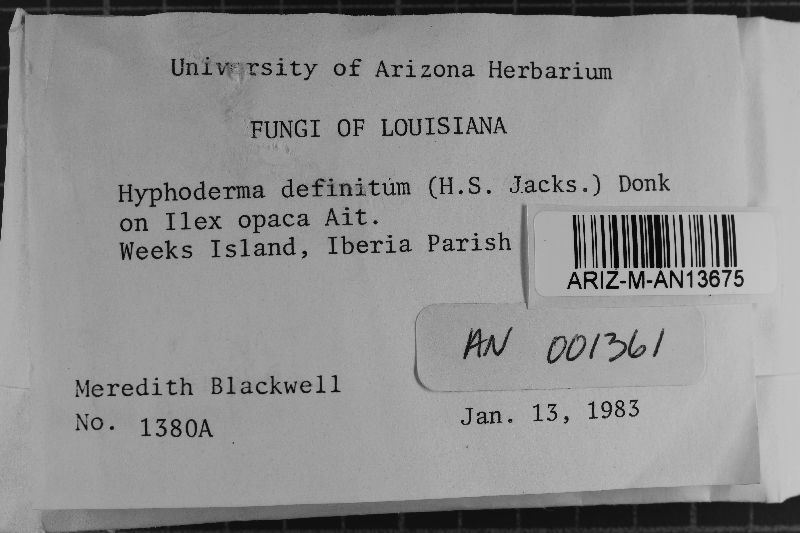 University of Arizona Herbarium
FUNGI OF LOUISIANA
Hyphoderma definitum (H.S. Jacks.) Donk
on Ilex opaca Ait.
Weeks Island, Iberia Parish
ARIZ-M-AN13675
AN 001361
Meredith Blackwell
No. 1380A
Jan. 13, 1983